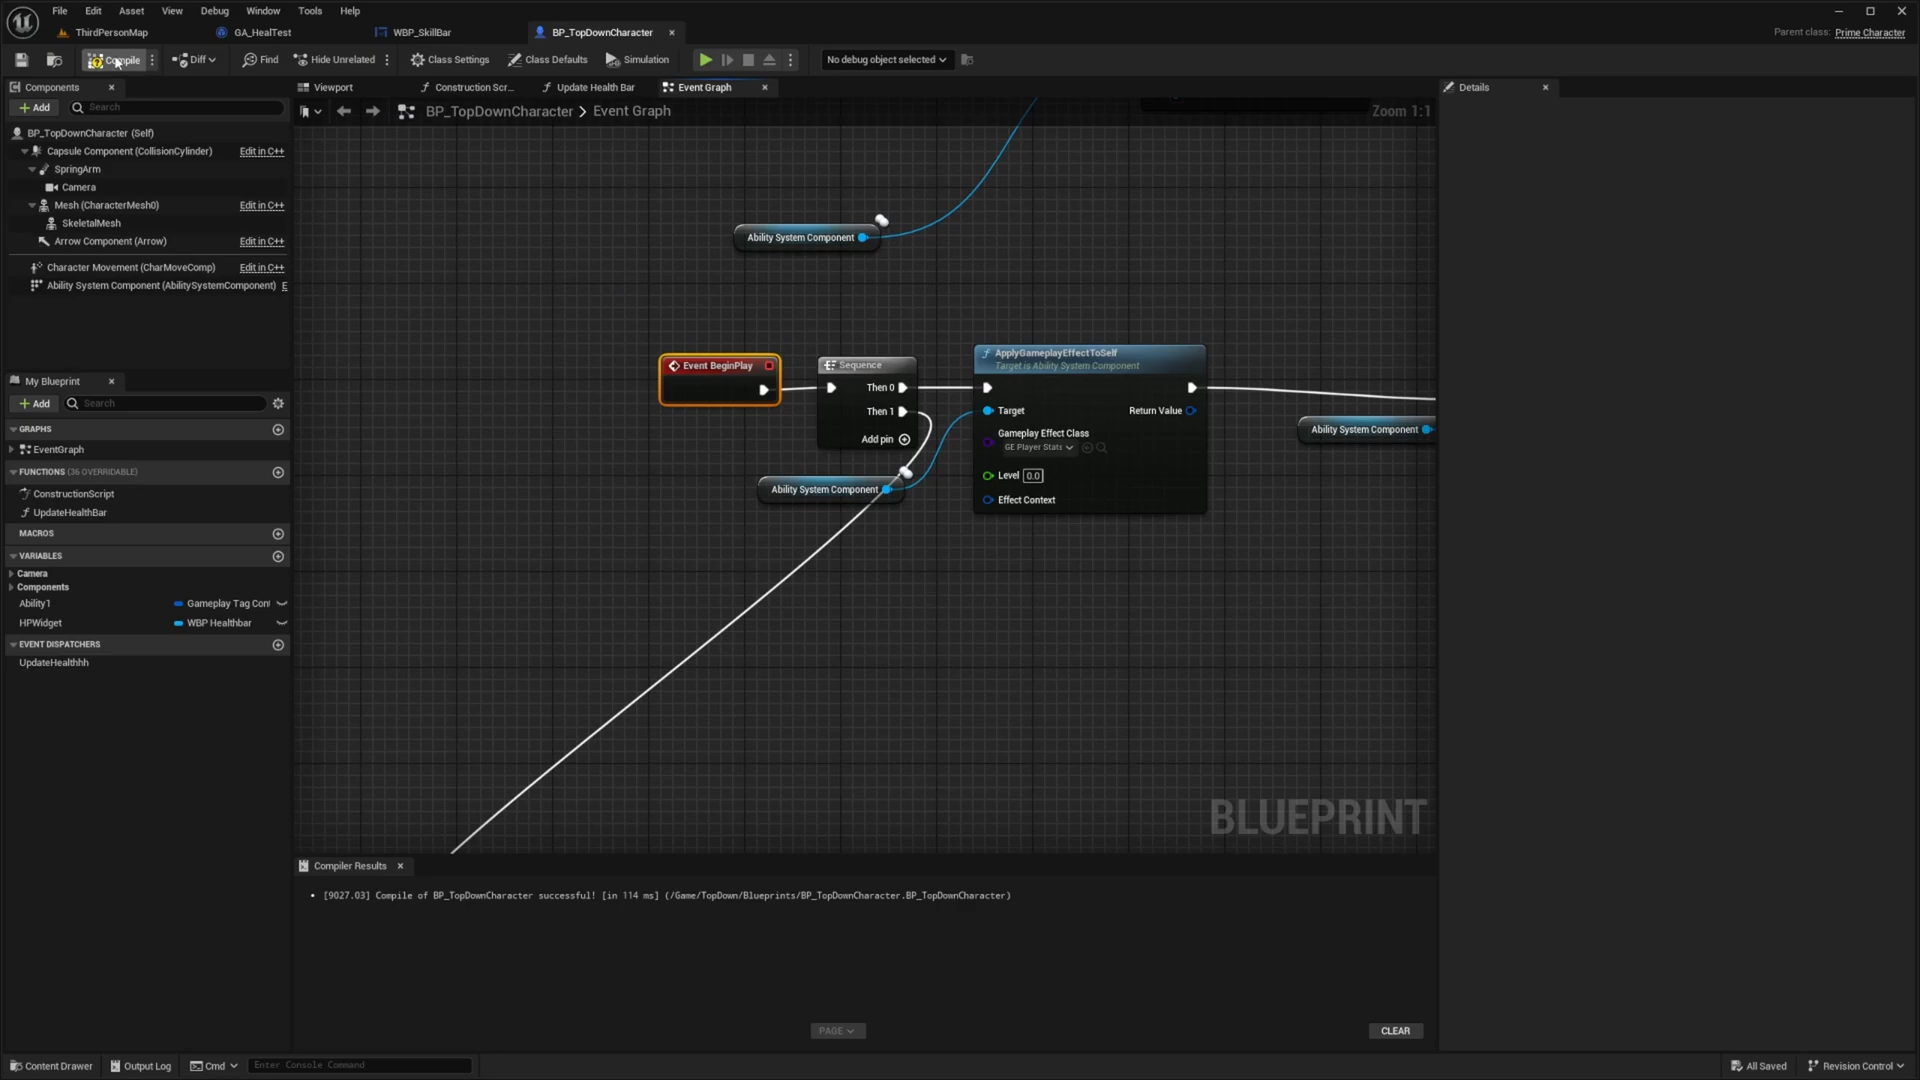 File Edit Asset View Debug Window Tools Help
ThirdPersonMap GA_HealTest WBP_SkillBar BP_TopDownCharacter
Parent class: Prime Character
Compile Diff Find Hide Unrelated Class Settings Class Defaults Simulation No debug object selected
Components
Viewport Construction Scr... Update Health Bar Event Graph
Details
Add Search
BP_TopDownCharacter > Event Graph
Zoom 1:1
BP_TopDownCharacter (Self)
Capsule Component (CollisionCylinder) Edit in C++
SpringArm
Camera
Mesh (CharacterMesh0) Edit in C++
SkeletalMesh
Arrow Component (Arrow) Edit in C++
Character Movement (CharMoveComp) Edit in C++
Ability System Component (AbilitySystemComponent) E
My Blueprint
Add Search
GRAPHS
EventGraph
FUNCTIONS (36 OVERRIDABLE)
ConstructionScript
UpdateHealthBar
MACROS
VARIABLES
Camera
Components
Ability1 Gameplay Tag Con
HPWidget WBP Healthbar
EVENT DISPATCHERS
UpdateHealthhh
Ability System Component
Event BeginPlay
Sequence
Then 0
Then 1
Add pin
Ability System Component
ApplyGameplayEffectToSelf
Target is Ability System Component
Target Return Value
Gameplay Effect Class
GE Player Stats
Level 0.0
Effect Context
Ability System Component
BLUEPRINT
Compiler Results
[9027.03] Compile of BP_TopDownCharacter successful! [in 114 ms] (/Game/TopDown/Blueprints/BP_TopDownCharacter.BP_TopDownCharacter)
PAGE
CLEAR
Content Drawer Output Log Cmd Enter Console Command
All Saved Revision Control